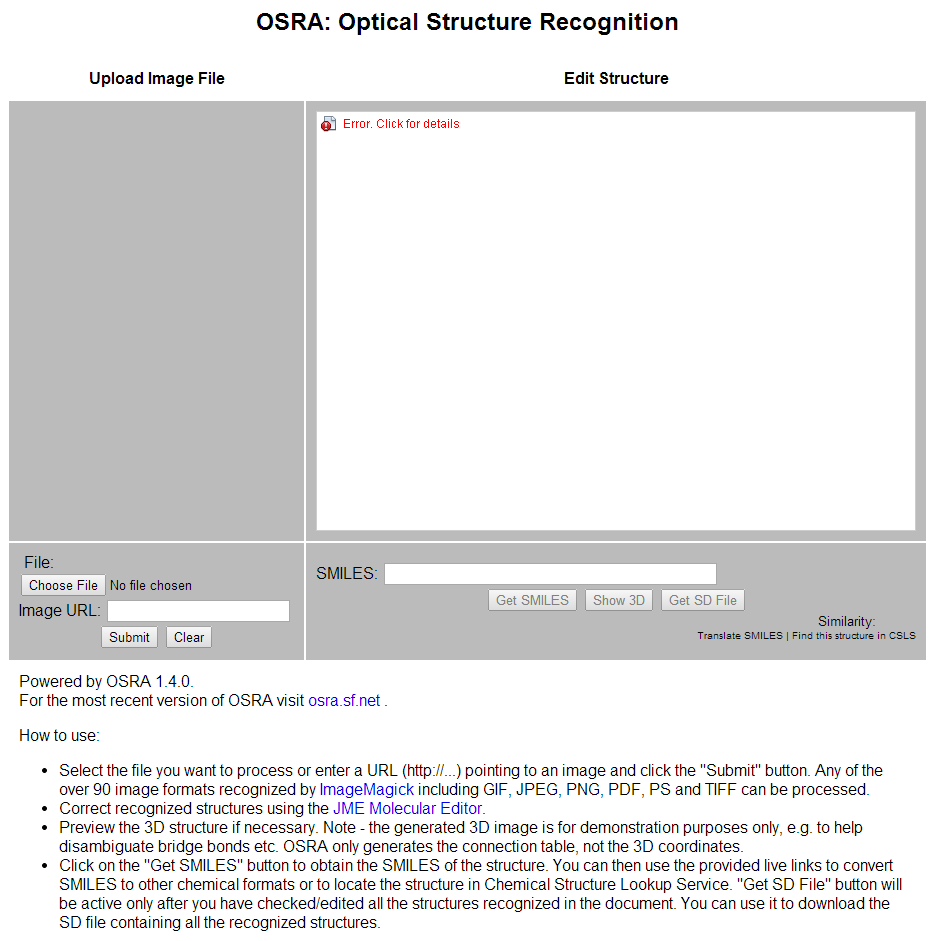 OSRA: Optical Structure Recognition
Upload Image File
Edit Structure
Error. Click for details
File:
Choose File No file chosen
Image URL:
Submit Clear
SMILES:
Get SMILES Show 3D Get SD File
Similarity:
Translate SMILES | Find this structure in CSLS
Powered by OSRA 1.4.0.
For the most recent version of OSRA visit osra.sf.net .
How to use:
• Select the file you want to process or enter a URL (http://...) pointing to an image and click the "Submit" button. Any of the
over 90 image formats recognized by ImageMagick including GIF, JPEG, PNG, PDF, PS and TIFF can be processed.
• Correct recognized structures using the JME Molecular Editor.
• Preview the 3D structure if necessary. Note - the generated 3D image is for demonstration purposes only, e.g. to help
disambiguate bridge bonds etc. OSRA only generates the connection table, not the 3D coordinates.
• Click on the "Get SMILES" button to obtain the SMILES of the structure. You can then use the provided live links to convert
SMILES to other chemical formats or to locate the structure in Chemical Structure Lookup Service. "Get SD File" button will
be active only after you have checked/edited all the structures recognized in the document. You can use it to download the
SD file containing all the recognized structures.